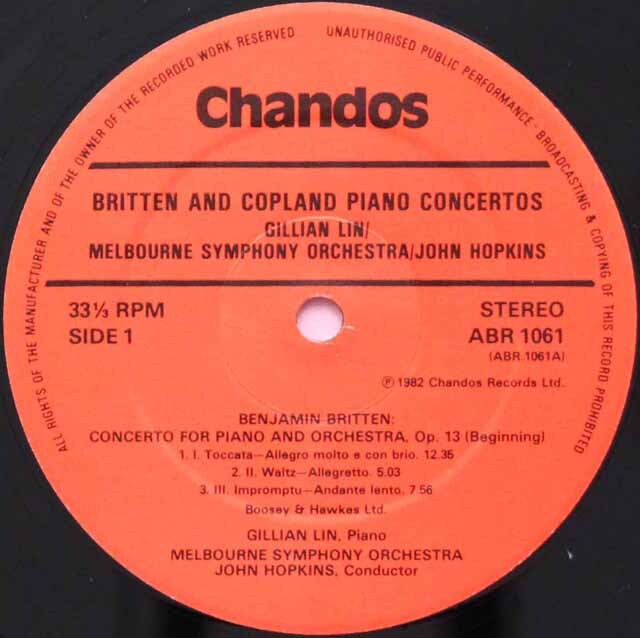 ALL RIGHTS OF THE MANUFACTURER AND OF THE OWNER OF THE RECORDED WORK RESERVED
UNAUTHORISED PUBLIC PERFORMANCE · BROADCASTING & COPYING OF THIS RECORD PROHIBITED
Chandos
BRITTEN AND COPLAND PIANO CONCERTOS
GILLIAN LIN/
MELBOURNE SYMPHONY ORCHESTRA/JOHN HOPKINS
33⅓ RPM
SIDE 1
STEREO
ABR 1061
(ABR 1061A)
℗ 1982 Chandos Records Ltd.
BENJAMIN BRITTEN:
CONCERTO FOR PIANO AND ORCHESTRA, Op. 13 (Beginning)
1. I. Toccata—Allegro molto e con brio. 12.35
2. II. Waltz—Allegretto. 5.03
3. III. Impromptu—Andante lento. 7.56
Boosey & Hawkes Ltd.
GILLIAN LIN, Piano
MELBOURNE SYMPHONY ORCHESTRA
JOHN HOPKINS, Conductor